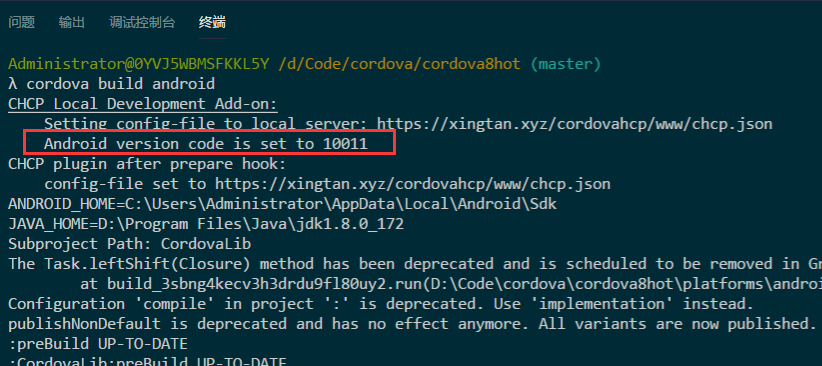 问题 输出 调试控制台 终端
Administrator@0YVJ5WBMSFKKL5Y /d/Code/cordova/cordova8hot (master)
λ cordova build android
CHCP Local Development Add-on:
Setting config-file to local server: https://xingtan.xyz/cordovahcp/www/chcp.json
Android version code is set to 10011
CHCP plugin after prepare hook:
config-file set to https://xingtan.xyz/cordovahcp/www/chcp.json
ANDROID_HOME=C:\Users\Administrator\AppData\Local\Android\Sdk
JAVA_HOME=D:\Program Files\Java\jdk1.8.0_172
Subproject Path: CordovaLib
The Task.leftShift(Closure) method has been deprecated and is scheduled to be removed in Gr
at build_3sbng4kecv3h3drdu9fl80uy2.run(D:\Code\cordova\cordova8hot\platforms\androi
Configuration 'compile' in project ':' is deprecated. Use 'implementation' instead.
publishNonDefault is deprecated and has no effect anymore. All variants are now published.
:preBuild UP-TO-DATE
:CordovaLib:preBuild UP-TO-DATE